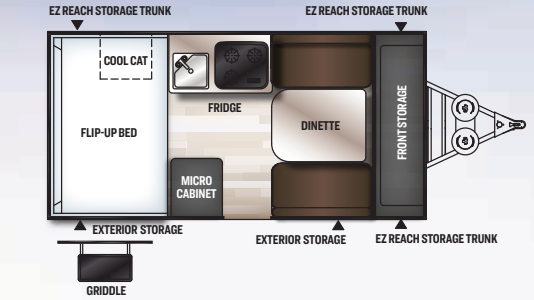 EZ REACH STORAGE TRUNK
EZ REACH STORAGE TRUNK
COOL CAT
FRIDGE
FLIP-UP BED
DINETTE
FRONT STORAGE
MICRO
CABINET
EXTERIOR STORAGE
EXTERIOR STORAGE
EZ REACH STORAGE TRUNK
GRIDDLE